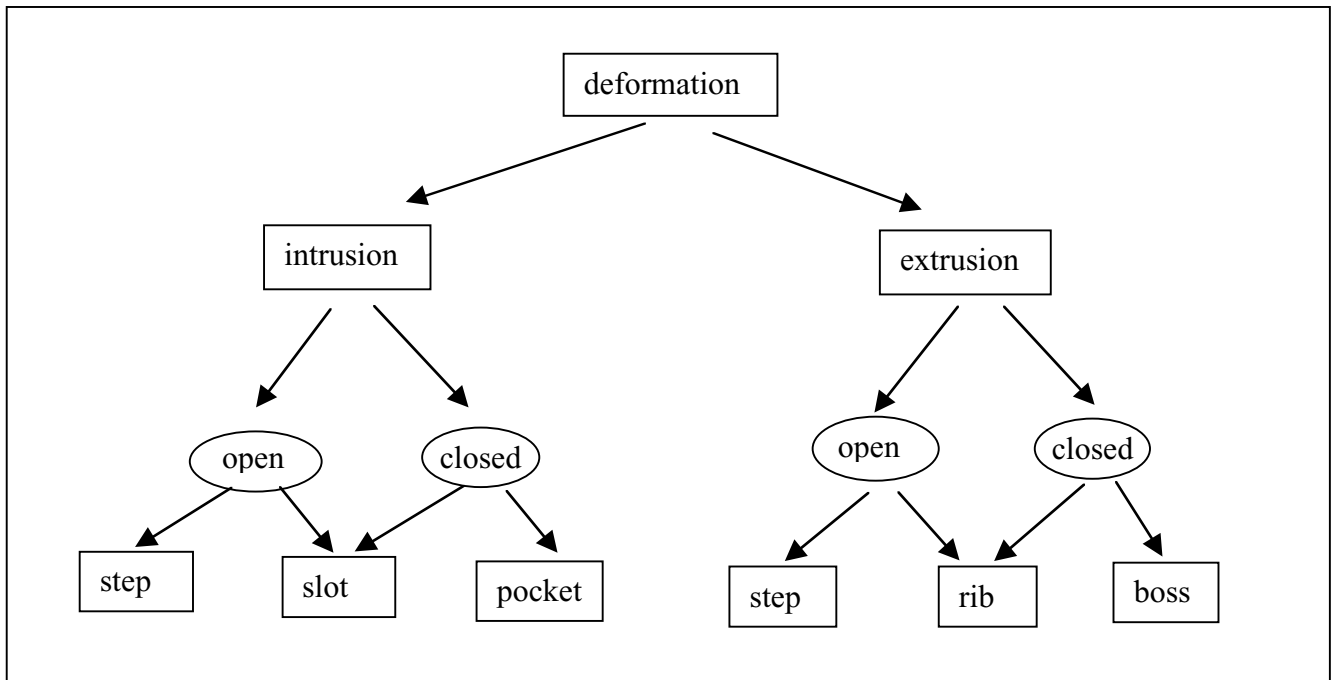 deformation
intrusion
extrusion
open
closed
open
closed
step
slot
pocket
step
rib
boss